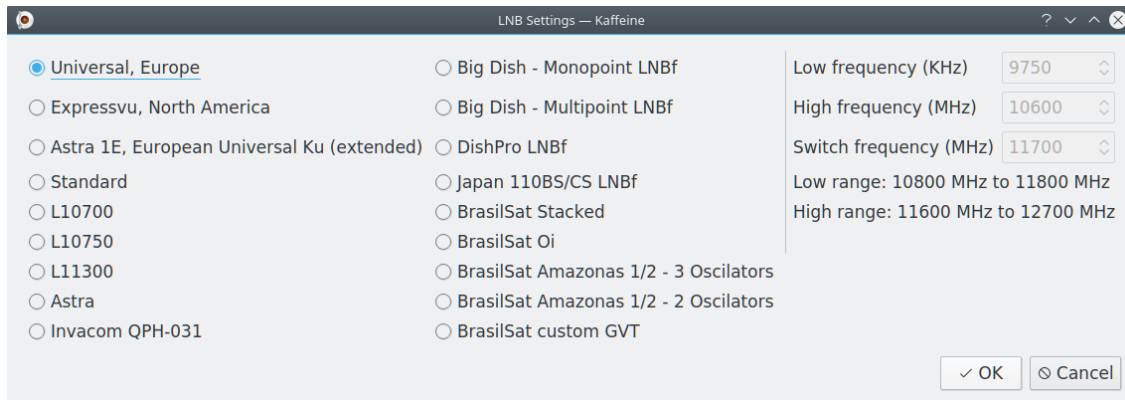 LNB Settings — Kaffeine
Universal, Europe
Expressvu, North America
Astra 1E, European Universal Ku (extended)
Standard
L10700
L10750
L11300
Astra
Invacom QPH-031
Big Dish - Monopoint LNBf
Big Dish - Multipoint LNBf
DishPro LNBf
Japan 110BS/CS LNBf
BrasilSat Stacked
BrasilSat Oi
BrasilSat Amazonas 1/2 - 3 Oscilators
BrasilSat Amazonas 1/2 - 2 Oscilators
BrasilSat custom GVT
Low frequency (KHz) 9750
High frequency (MHz) 10600
Switch frequency (MHz) 11700
Low range: 10800 MHz to 11800 MHz
High range: 11600 MHz to 12700 MHz
OK Cancel